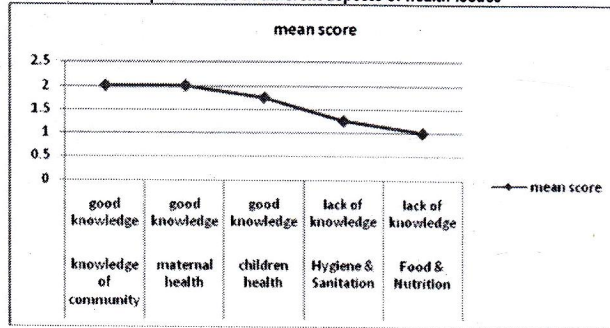 mean score
2.5
2
1.5
1
0.5
0
good knowledge
good knowledge
good knowledge
lack of knowledge
lack of knowledge
knowledge of community
maternal health
children health
Hygiene & Sanitation
Food & Nutrition
mean score